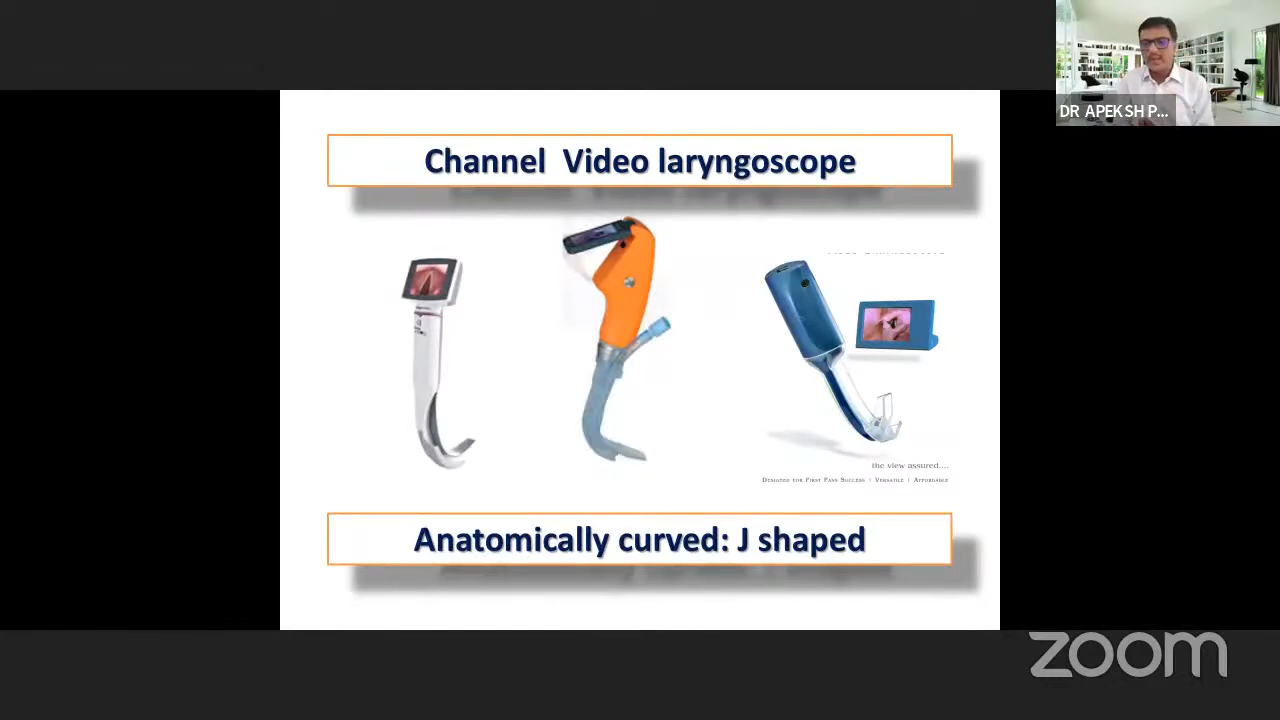 DR APEKSH P...
Channel Video laryngoscope
the view assured....
Designed for First Pass Success | Versatile | Affordable
Anatomically curved: J shaped
zoom